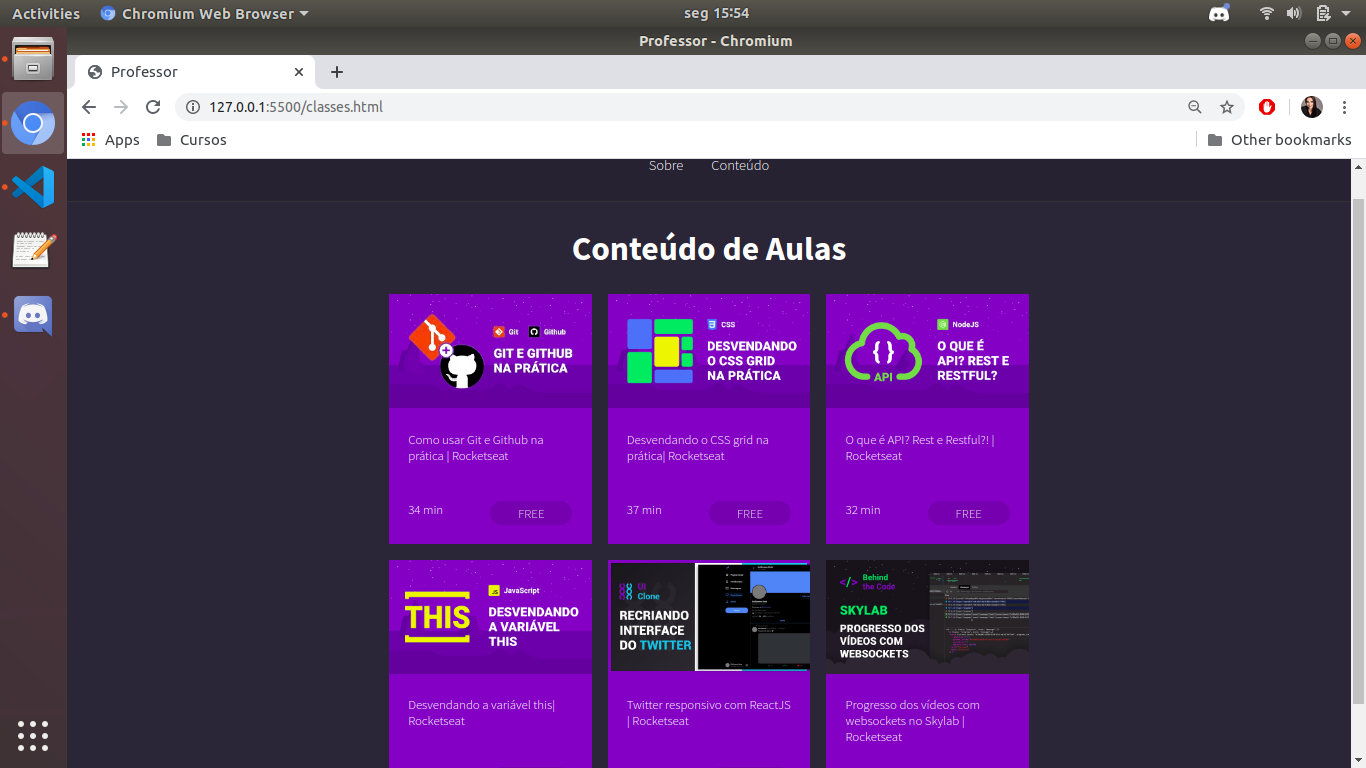 Activities
Chromium Web Browser
seg 15:54
Professor - Chromium
Professor
127.0.0.1:5500/classes.html
Apps
Cursos
Other bookmarks
Sobre
Conteúdo
Conteúdo de Aulas
Git
Github
GIT E GITHUB
NA PRÁTICA
Como usar Git e Github na
prática | Rocketseat
34 min
FREE
CSS
DESVENDANDO
O CSS GRID
NA PRÁTICA
Desvendando o CSS grid na
prática| Rocketseat
37 min
FREE
API
NodeJS
O QUE É
API? REST E
RESTFUL?
O que é API? Rest e Restful?! |
Rocketseat
32 min
FREE
THIS
JS
JavaScript
DESVENDANDO
A VARIÁVEL
THIS
Desvendando a variável this|
Rocketseat
UI
Clone
RECRIANDO
INTERFACE
DO TWITTER
Twitter responsivo com ReactJS
| Rocketseat
</>
Behind
the Code
SKYLAB
PROGRESSO DOS
VÍDEOS COM
WEBSOCKETS
Progresso dos vídeos com
websockets no Skylab |
Rocketseat